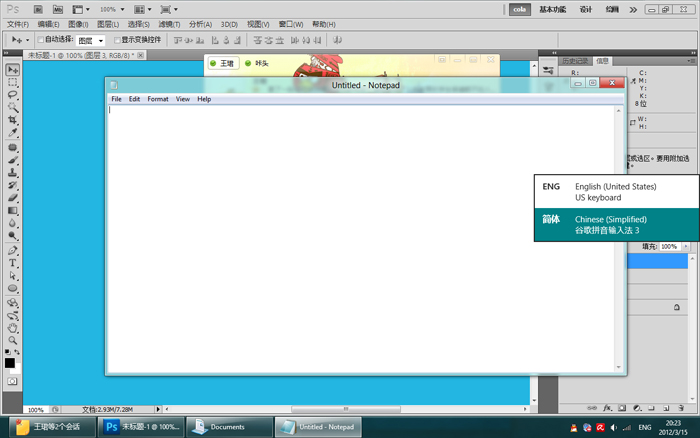 Ps Br Mb 100%
cola 基本功能 设计 绘画 »
文件(F) 编辑(E) 图像(I) 图层(L) 选择(S) 滤镜(T) 分析(A) 3D(D) 视图(V) 窗口(W) 帮助(H)
自动选择: 图层 显示变换控件
未标题-1 @ 100% (图层 3, RGB/8) *
王珺 咔头
历史记录 信息
R: C:
M:
Y:
K:
8 位
W:
H:
Untitled - Notepad
File Edit Format View Help
或选区。要用附加选
ENG English (United States)
US keyboard
简体 Chinese (Simplified)
谷歌拼音输入法 3
填充: 100%
100% 文档:2.93M/7.28M
王珺等2个会话
Ps 未标题-1 @ 100%...
Documents
Untitled - Notepad
ENG
20:23
2012/3/15